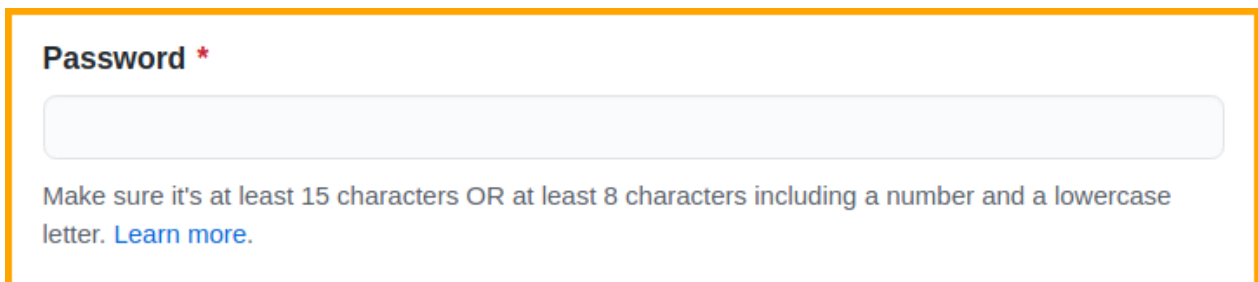 Password *
Make sure it's at least 15 characters OR at least 8 characters including a number and a lowercase
letter. Learn more.